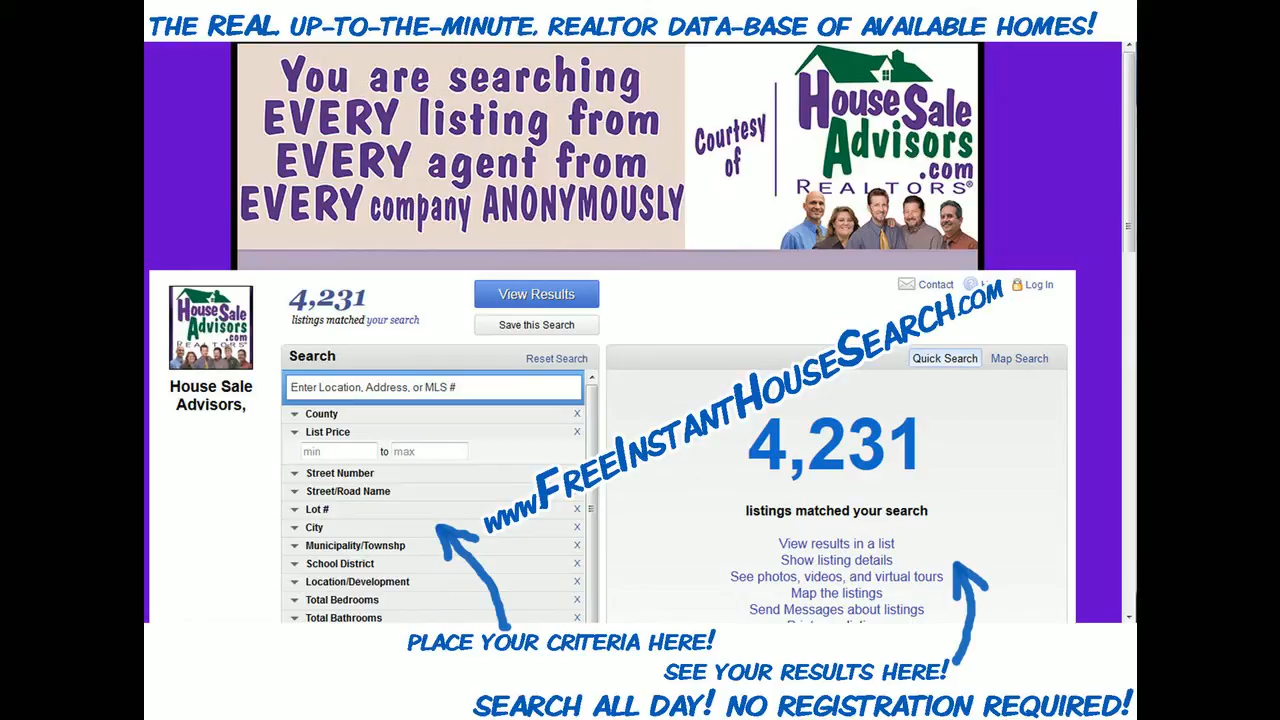 THE REAL, UP-TO-THE-MINUTE, REALTOR DATA-BASE OF AVAILABLE HOMES!
You are searching
EVERY listing from
EVERY agent from
EVERY company ANONYMOUSLY
Courtesy
of
House Sale
Advisors
.com
REALTORS®
House Sale
Advisors
.com
REALTORS
House Sale
Advisors,
4,231
listings matched your search
View Results
Save this Search
Contact
Log In
Search
Reset Search
Quick Search
Map Search
Enter Location, Address, or MLS #
County
X
List Price
X
min
to
max
Street Number
Street/Road Name
Lot #
X
City
X
Municipality/Townshp
X
School District
X
Location/Development
X
Total Bedrooms
X
Total Bathrooms
X
www.FreeInstantHouseSearch.com
4,231
listings matched your search
View results in a list
Show listing details
See photos, videos, and virtual tours
Map the listings
Send Messages about listings
PLACE YOUR CRITERIA HERE!
SEE YOUR RESULTS HERE!
SEARCH ALL DAY! NO REGISTRATION REQUIRED!